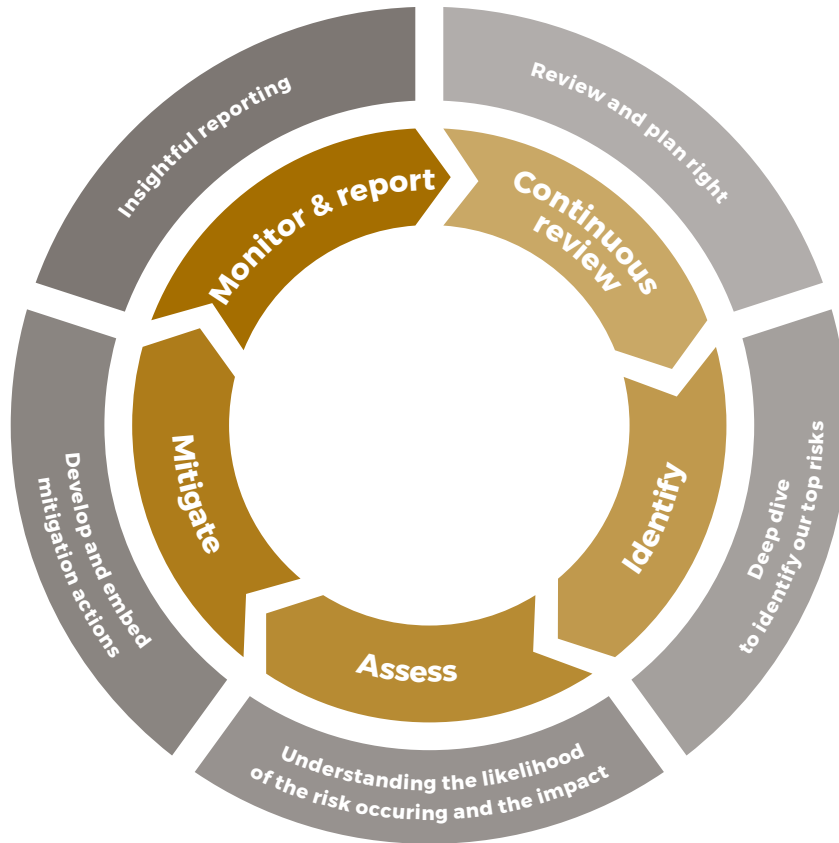 Review and plan right
Continuous
review
Deep dive
to identify our top risks
Identify
Understanding the likelihood
of the risk occuring and the impact
Assess
Develop and embed
mitigation actions
Mitigate
Insightful reporting
Monitor & report